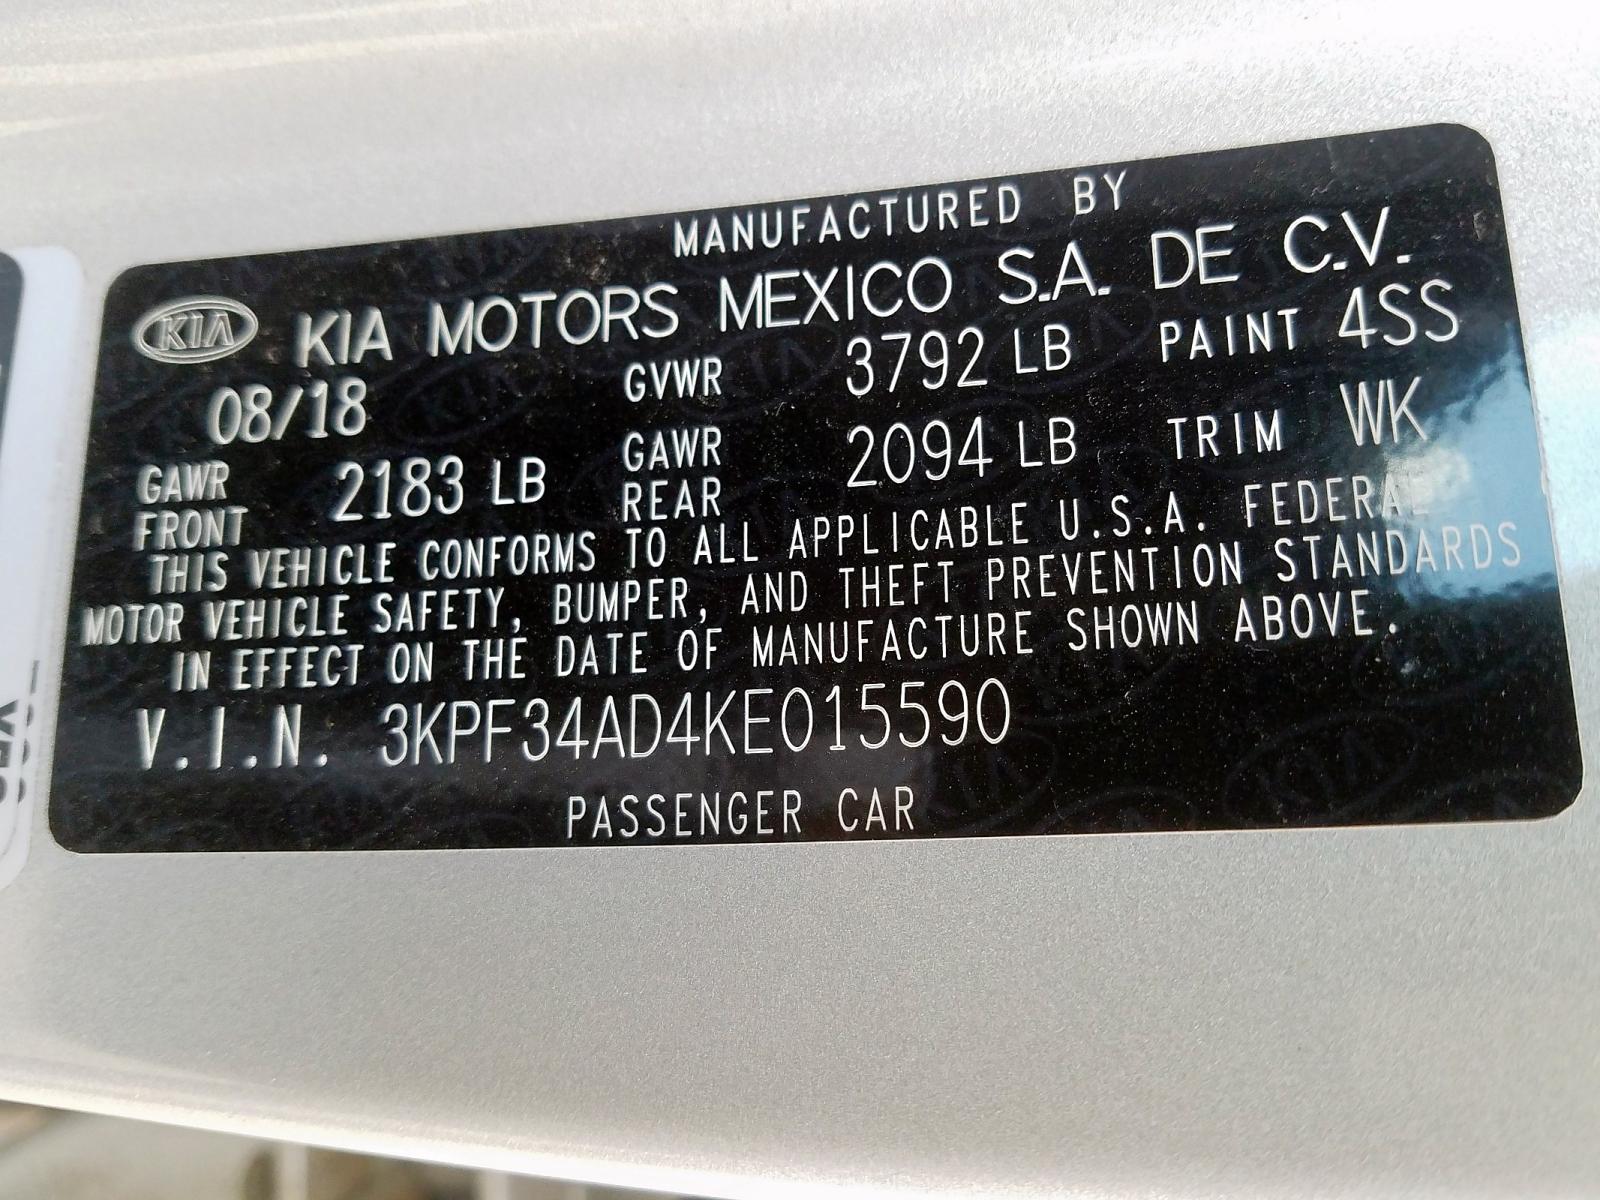 MANUFACTURED BY
KIA KIA MOTORS MEXICO S.A. DE C.V.
08/18 GVWR 3792 LB PAINT 4SS
GAWR FRONT 2183 LB GAWR REAR 2094 LB TRIM WK
THIS VEHICLE CONFORMS TO ALL APPLICABLE U.S.A. FEDERAL
MOTOR VEHICLE SAFETY, BUMPER, AND THEFT PREVENTION STANDARDS
IN EFFECT ON THE DATE OF MANUFACTURE SHOWN ABOVE.
V.I.N. 3KPF34AD4KE015590
PASSENGER CAR